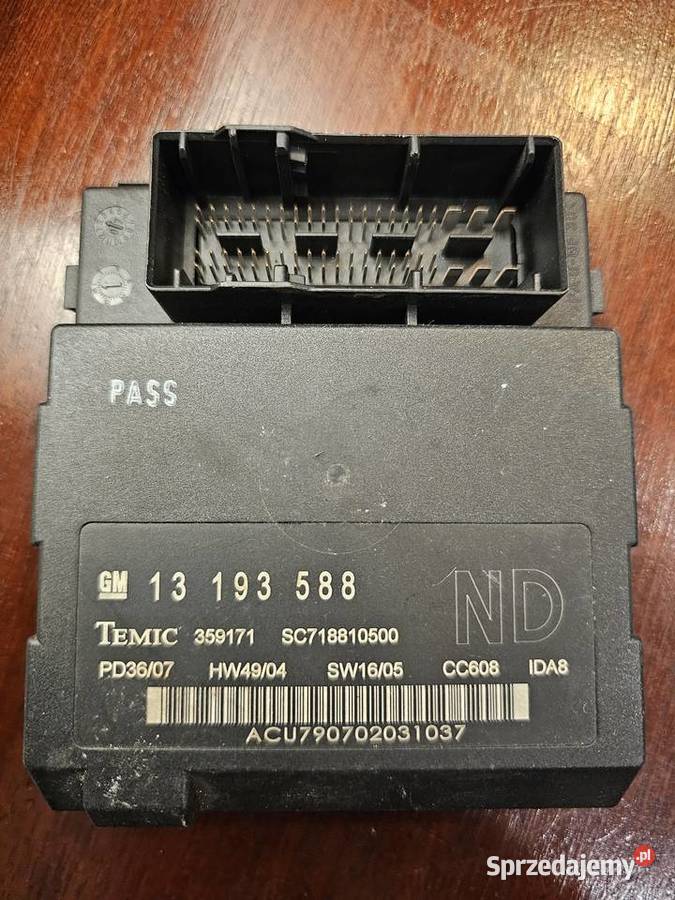 PASS
GM 13 193 588
ND
TEMIC 359171 SC718810500
PD36/07 HW49/04 SW16/05 CC608 IDA8
ACU790702031037
Sprzedajemy.pl